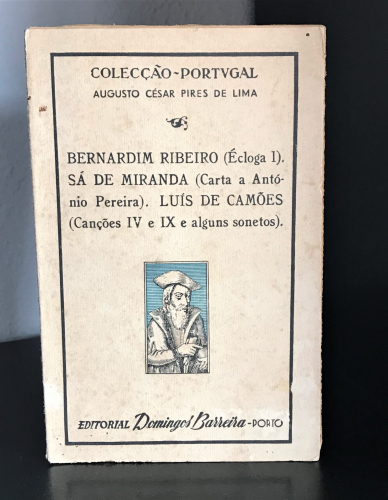 COLECÇÃO-PORTVGAL
AUGUSTO CÉSAR PIRES DE LIMA
BERNARDIM RIBEIRO (Écloga I).
SÁ DE MIRANDA (Carta a Antó-
nio Pereira). LUÍS DE CAMÕES
(Canções IV e IX e alguns sonetos).
EDITORIAL Domingos Barreira-PORTO